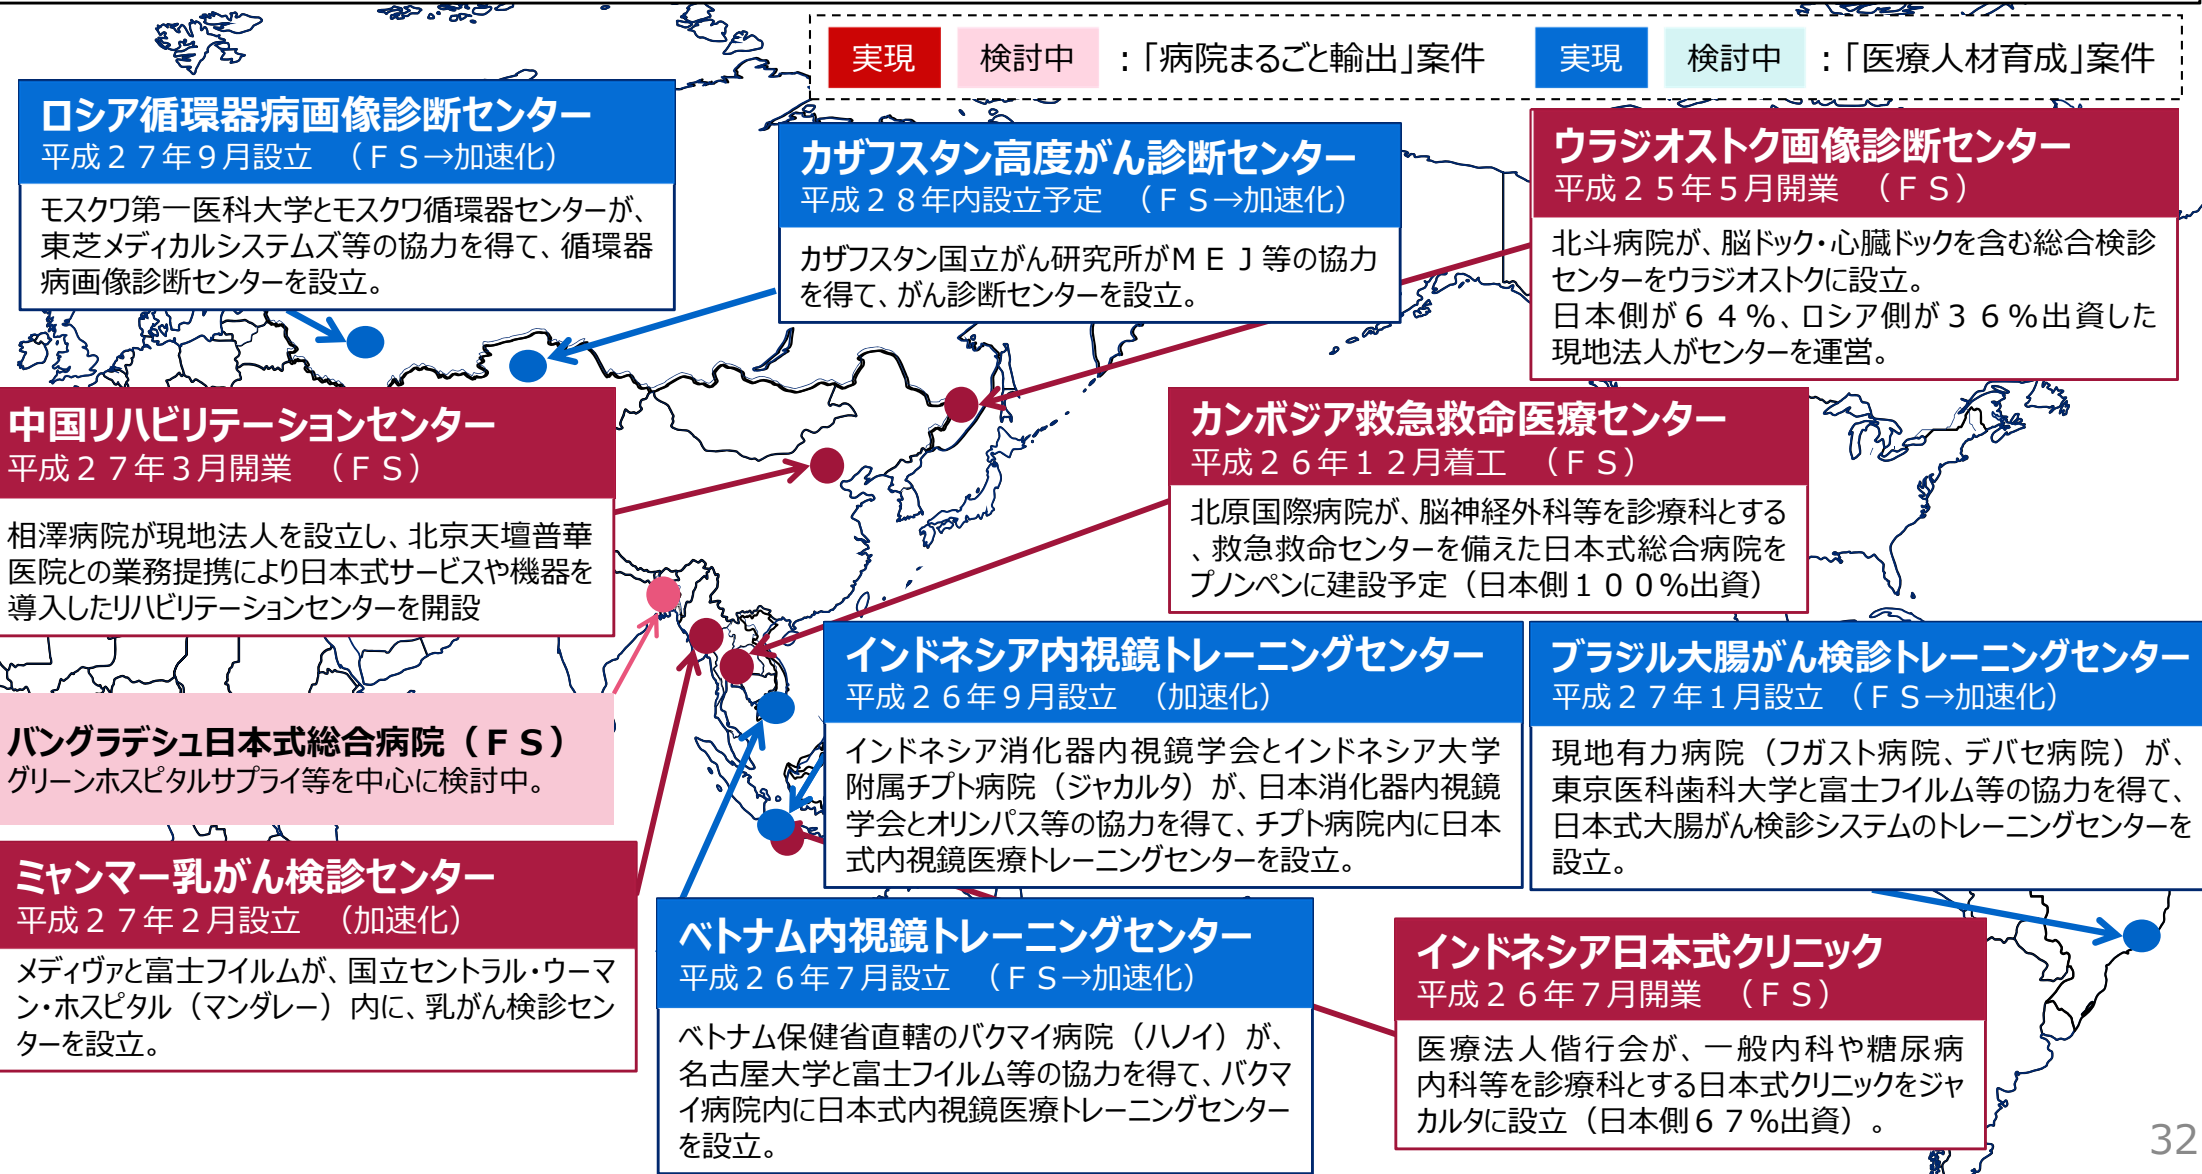 実現 検討中 ：「病院まるごと輸出」案件 実現 検討中 ：「医療人材育成」案件
ロシア循環器病画像診断センター
平成２７年９月設立　（ＦＳ→加速化）
モスクワ第一医科大学とモスクワ循環器センターが、
東芝メディカルシステムズ等の協力を得て、循環器
病画像診断センターを設立。
カザフスタン高度がん診断センター
平成２８年内設立予定　（ＦＳ→加速化）
カザフスタン国立がん研究所がＭＥＪ等の協力
を得て、がん診断センターを設立。
ウラジオストク画像診断センター
平成２５年５月開業　（ＦＳ）
北斗病院が、脳ドック・心臓ドックを含む総合検診
センターをウラジオストクに設立。
日本側が６４％、ロシア側が３６％出資した
現地法人がセンターを運営。
中国リハビリテーションセンター
平成２７年３月開業　（ＦＳ）
相澤病院が現地法人を設立し、北京天壇普華
医院との業務提携により日本式サービスや機器を
導入したリハビリテーションセンターを開設
カンボジア救急救命医療センター
平成２６年１２月着工　（ＦＳ）
北原国際病院が、脳神経外科等を診療科とする
、救急救命センターを備えた日本式総合病院を
プノンペンに建設予定（日本側１００％出資）
バングラデシュ日本式総合病院（ＦＳ）
グリーンホスピタルサプライ等を中心に検討中。
インドネシア内視鏡トレーニングセンター
平成２６年９月設立　（加速化）
インドネシア消化器内視鏡学会とインドネシア大学
附属チプト病院（ジャカルタ）が、日本消化器内視鏡
学会とオリンパス等の協力を得て、チプト病院内に日本
式内視鏡医療トレーニングセンターを設立。
ブラジル大腸がん検診トレーニングセンター
平成２７年１月設立（ＦＳ→加速化）
現地有力病院（フガスト病院、デバセ病院）が、
東京医科歯科大学と富士フイルム等の協力を得て、
日本式大腸がん検診システムのトレーニングセンターを
設立。
ミャンマー乳がん検診センター
平成２７年２月設立　（加速化）
メディヴァと富士フイルムが、国立セントラル・ウーマ
ン・ホスピタル（マンダレー）内に、乳がん検診セン
ターを設立。
ベトナム内視鏡トレーニングセンター
平成２６年７月設立　（ＦＳ→加速化）
ベトナム保健省直轄のバクマイ病院（ハノイ）が、
名古屋大学と富士フイルム等の協力を得て、バクマ
イ病院内に日本式内視鏡医療トレーニングセンター
を設立。
インドネシア日本式クリニック
平成２６年７月開業　（ＦＳ）
医療法人偕行会が、一般内科や糖尿病
内科等を診療科とする日本式クリニックをジャ
カルタに設立（日本側６７％出資）。
32